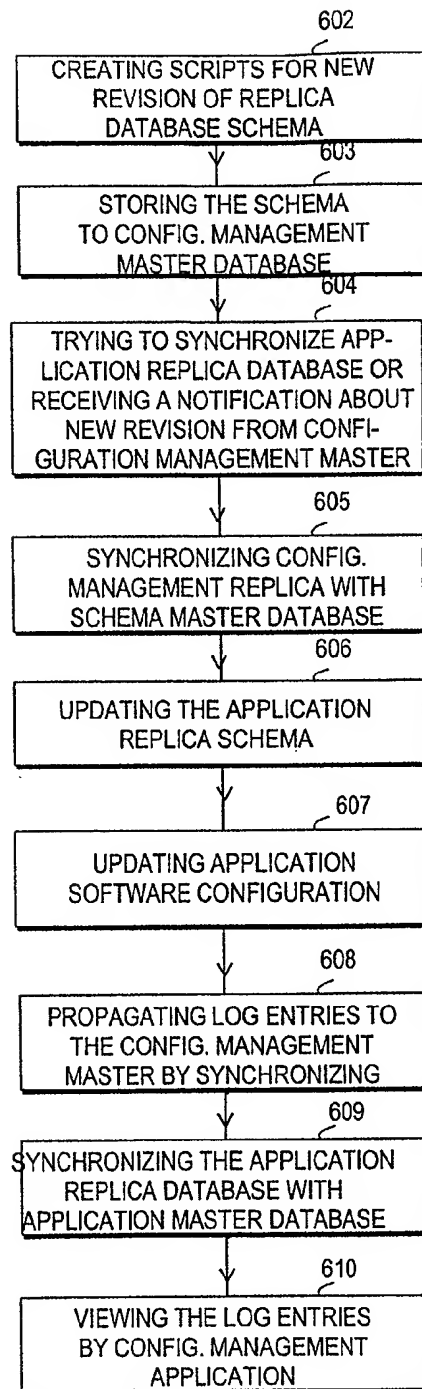 602
CREATING SCRIPTS FOR NEW
REVISION OF REPLICA
DATABASE SCHEMA
603
STORING THE SCHEMA
TO CONFIG. MANAGEMENT
MASTER DATABASE
604
TRYING TO SYNCHRONIZE APP-
LICATION REPLICA DATABASE OR
RECEIVING A NOTIFICATION ABOUT
NEW REVISION FROM CONFI-
GURATION MANAGEMENT MASTER
605
SYNCHRONIZING CONFIG.
MANAGEMENT REPLICA WITH
SCHEMA MASTER DATABASE
606
UPDATING THE APPLICATION
REPLICA SCHEMA
607
UPDATING APPLICATION
SOFTWARE CONFIGURATION
608
PROPAGATING LOG ENTRIES TO
THE CONFIG. MANAGEMENT
MASTER BY SYNCHRONIZING
609
SYNCHRONIZING THE APPLICATION
REPLICA DATABASE WITH
APPLICATION MASTER DATABASE
610
VIEWING THE LOG ENTRIES
BY CONFIG. MANAGEMENT
APPLICATION